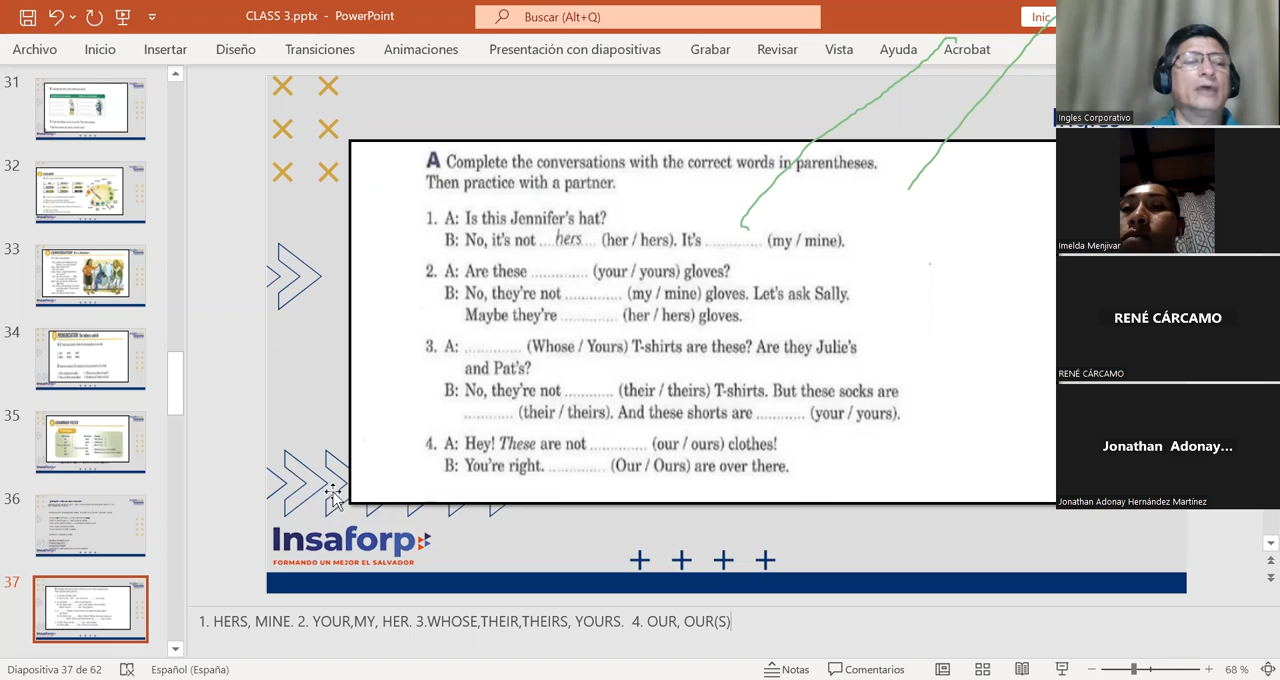 CLASS 3.pptx - PowerPoint
Buscar (Alt+Q)
Inic
Archivo Inicio Insertar Diseño Transiciones Animaciones Presentación con diapositivas Grabar Revisar Vista Ayuda Acrobat
31
32
33
34
35
36
37
A Complete the conversations with the correct words in parentheses.
Then practice with a partner.
1. A: Is this Jennifer's hat?
B: No, it's not ...hers... (her / hers). It's .............. (my / mine).
2. A: Are these .............. (your / yours) gloves?
B: No, they're not .............. (my / mine) gloves. Let's ask Sally.
Maybe they're .............. (her / hers) gloves.
3. A: .............. (Whose / Yours) T-shirts are these? Are they Julie's
and Pat's?
B: No, they're not ............ (their / theirs) T-shirts. But these socks are
............ (their / theirs). And these shorts are ............ (your / yours).
4. A: Hey! These are not .............. (our / ours) clothes!
B: You're right. .............. (Our / Ours) are over there.
Insaforp
FORMANDO UN MEJOR EL SALVADOR
Ingles Corporativo
Imelda Menjivar
RENÉ CÁRCAMO
RENÉ CÁRCAMO
Jonathan Adonay...
Jonathan Adonay Hernández Martínez
1. HERS, MINE. 2. YOUR,MY, HER. 3.WHOSE,THEIR,THEIRS, YOURS. 4. OUR, OUR(S)
Diapositiva 37 de 62 Español (España) Notas Comentarios 68 %